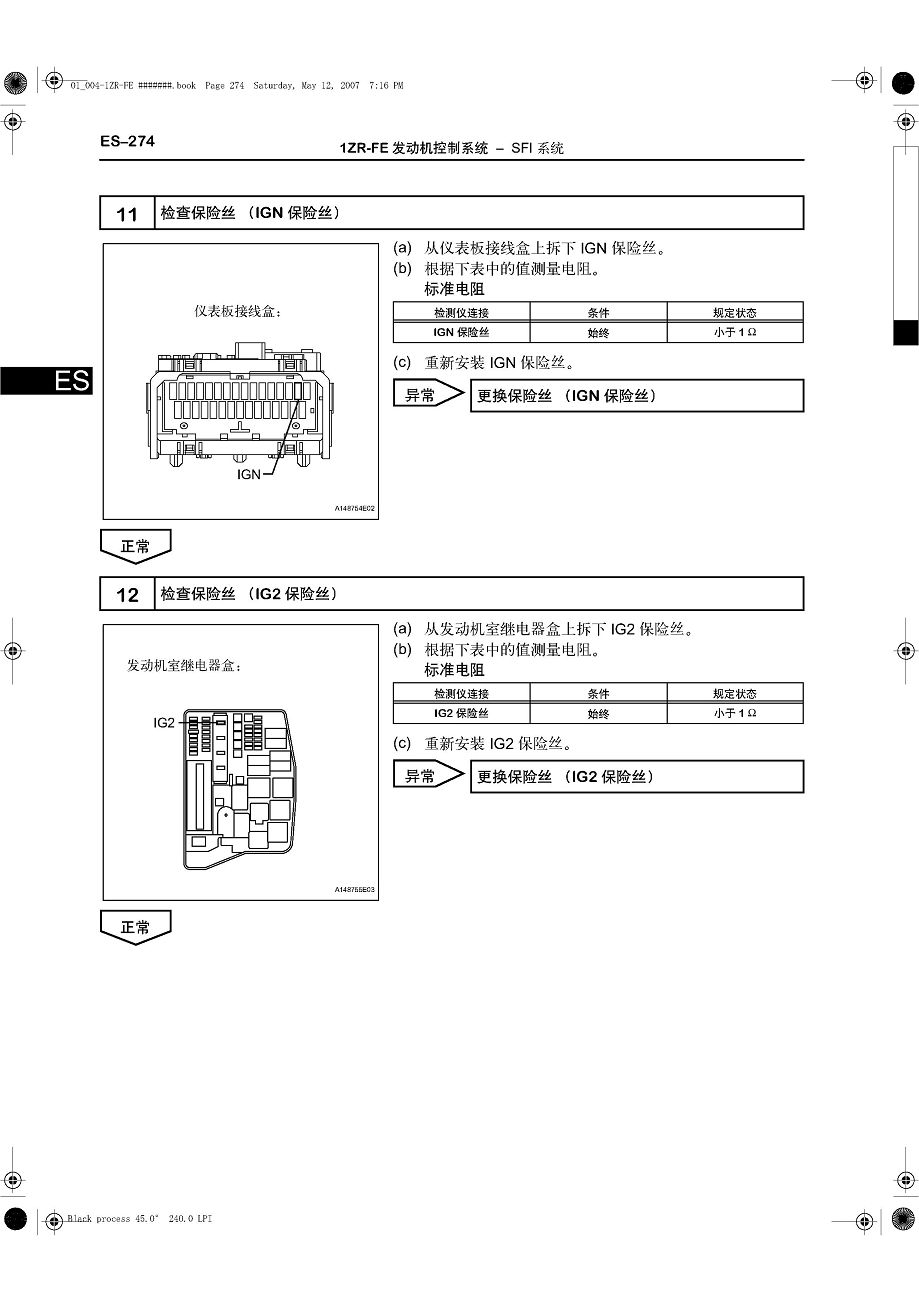 01_004-1ZR-FE #######.book  Page 274  Saturday, May 12, 2007  7:16 PM
ES–274
1ZR-FE 发动机控制系统 – SFI 系统
11 检查保险丝 （IGN 保险丝）
仪表板接线盒：
IGN
A148754E02
(a) 从仪表板接线盒上拆下 IGN 保险丝。
(b) 根据下表中的值测量电阻。
标准电阻
检测仪连接 条件 规定状态
IGN 保险丝 始终 小于 1 Ω
(c) 重新安装 IGN 保险丝。
异常 更换保险丝 （IGN 保险丝）
ES
正常
12 检查保险丝 （IG2 保险丝）
发动机室继电器盒：
IG2
A148755E03
(a) 从发动机室继电器盒上拆下 IG2 保险丝。
(b) 根据下表中的值测量电阻。
标准电阻
检测仪连接 条件 规定状态
IG2 保险丝 始终 小于 1 Ω
(c) 重新安装 IG2 保险丝。
异常 更换保险丝 （IG2 保险丝）
正常
Black process 45.0° 240.0 LPI